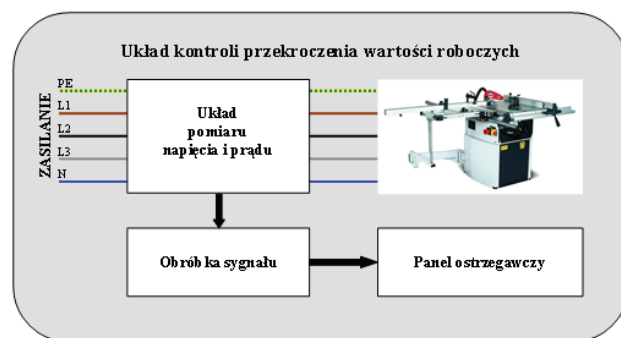 Układ kontroli przekroczenia wartości roboczych
ZASILANIE
PE
L1
L2
L3
N
Układ
pomiaru
napięcia i prądu
Obróbka sygnału
Panel ostrzegawczy